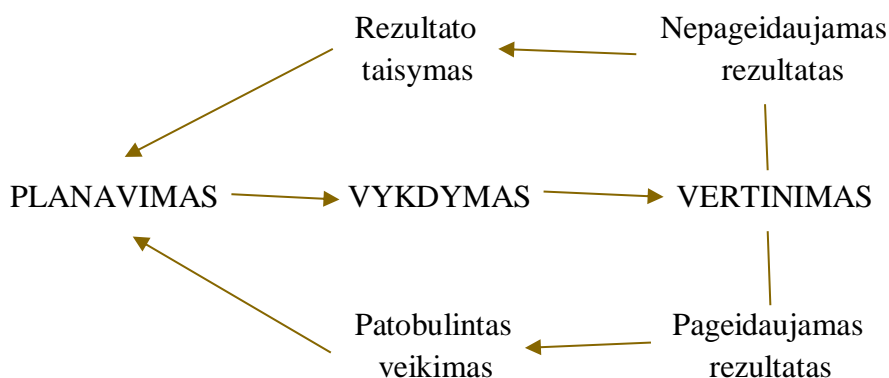 Rezultato
taisymas
Nepageidaujamas
rezultatas
PLANAVIMAS
VYKDYMAS
VERTINIMAS
Patobulintas
veikimas
Pageidaujamas
rezultatas